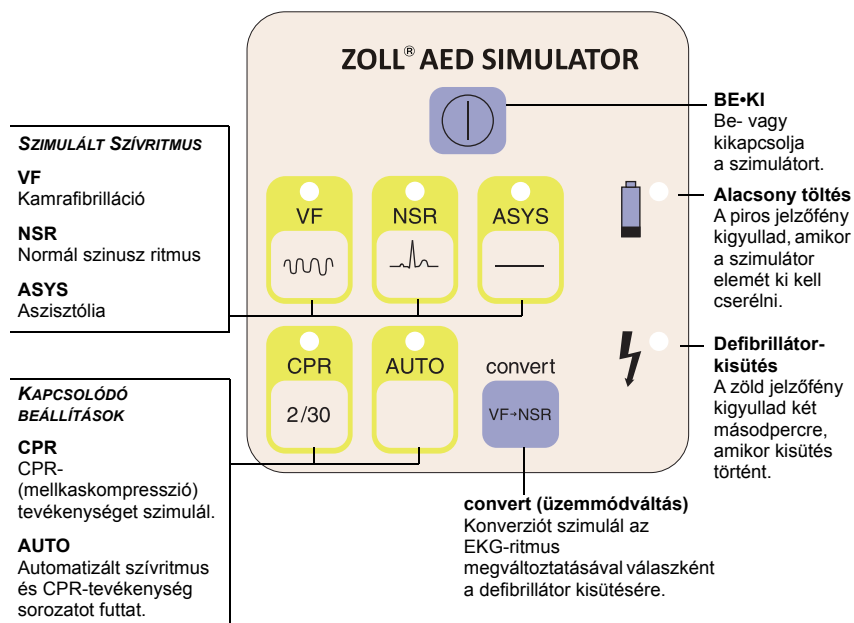 ZOLL® AED SIMULATOR
BE•KI
Be- vagy
kikapcsolja
a szimulátort.
SZIMULÁLT SZÍVRITMUS
VF
Kamrafibrilláció
NSR
Normál szinusz ritmus
ASYS
Aszisztólia
VF
NSR
ASYS
Alacsony töltés
A piros jelzőfény
kigyullad, amikor
a szimulátor
elemét ki kell
cserélni.
KAPCSOLÓDÓ
BEÁLLÍTÁSOK
CPR
CPR-
(mellkaskompresszió)
tevékenységet szimulál.
AUTO
Automatizált szívritmus
és CPR-tevékenység
sorozatot futtat.
CPR
2/30
AUTO
convert
VF→NSR
Defibrillátor-
kisütés
A zöld jelzőfény
kigyullad két
másodpercre,
amikor kisütés
történt.
convert (üzemmódváltás)
Konverziót szimulál az
EKG-ritmus
megváltoztatásával válaszként
a defibrillátor kisütésére.